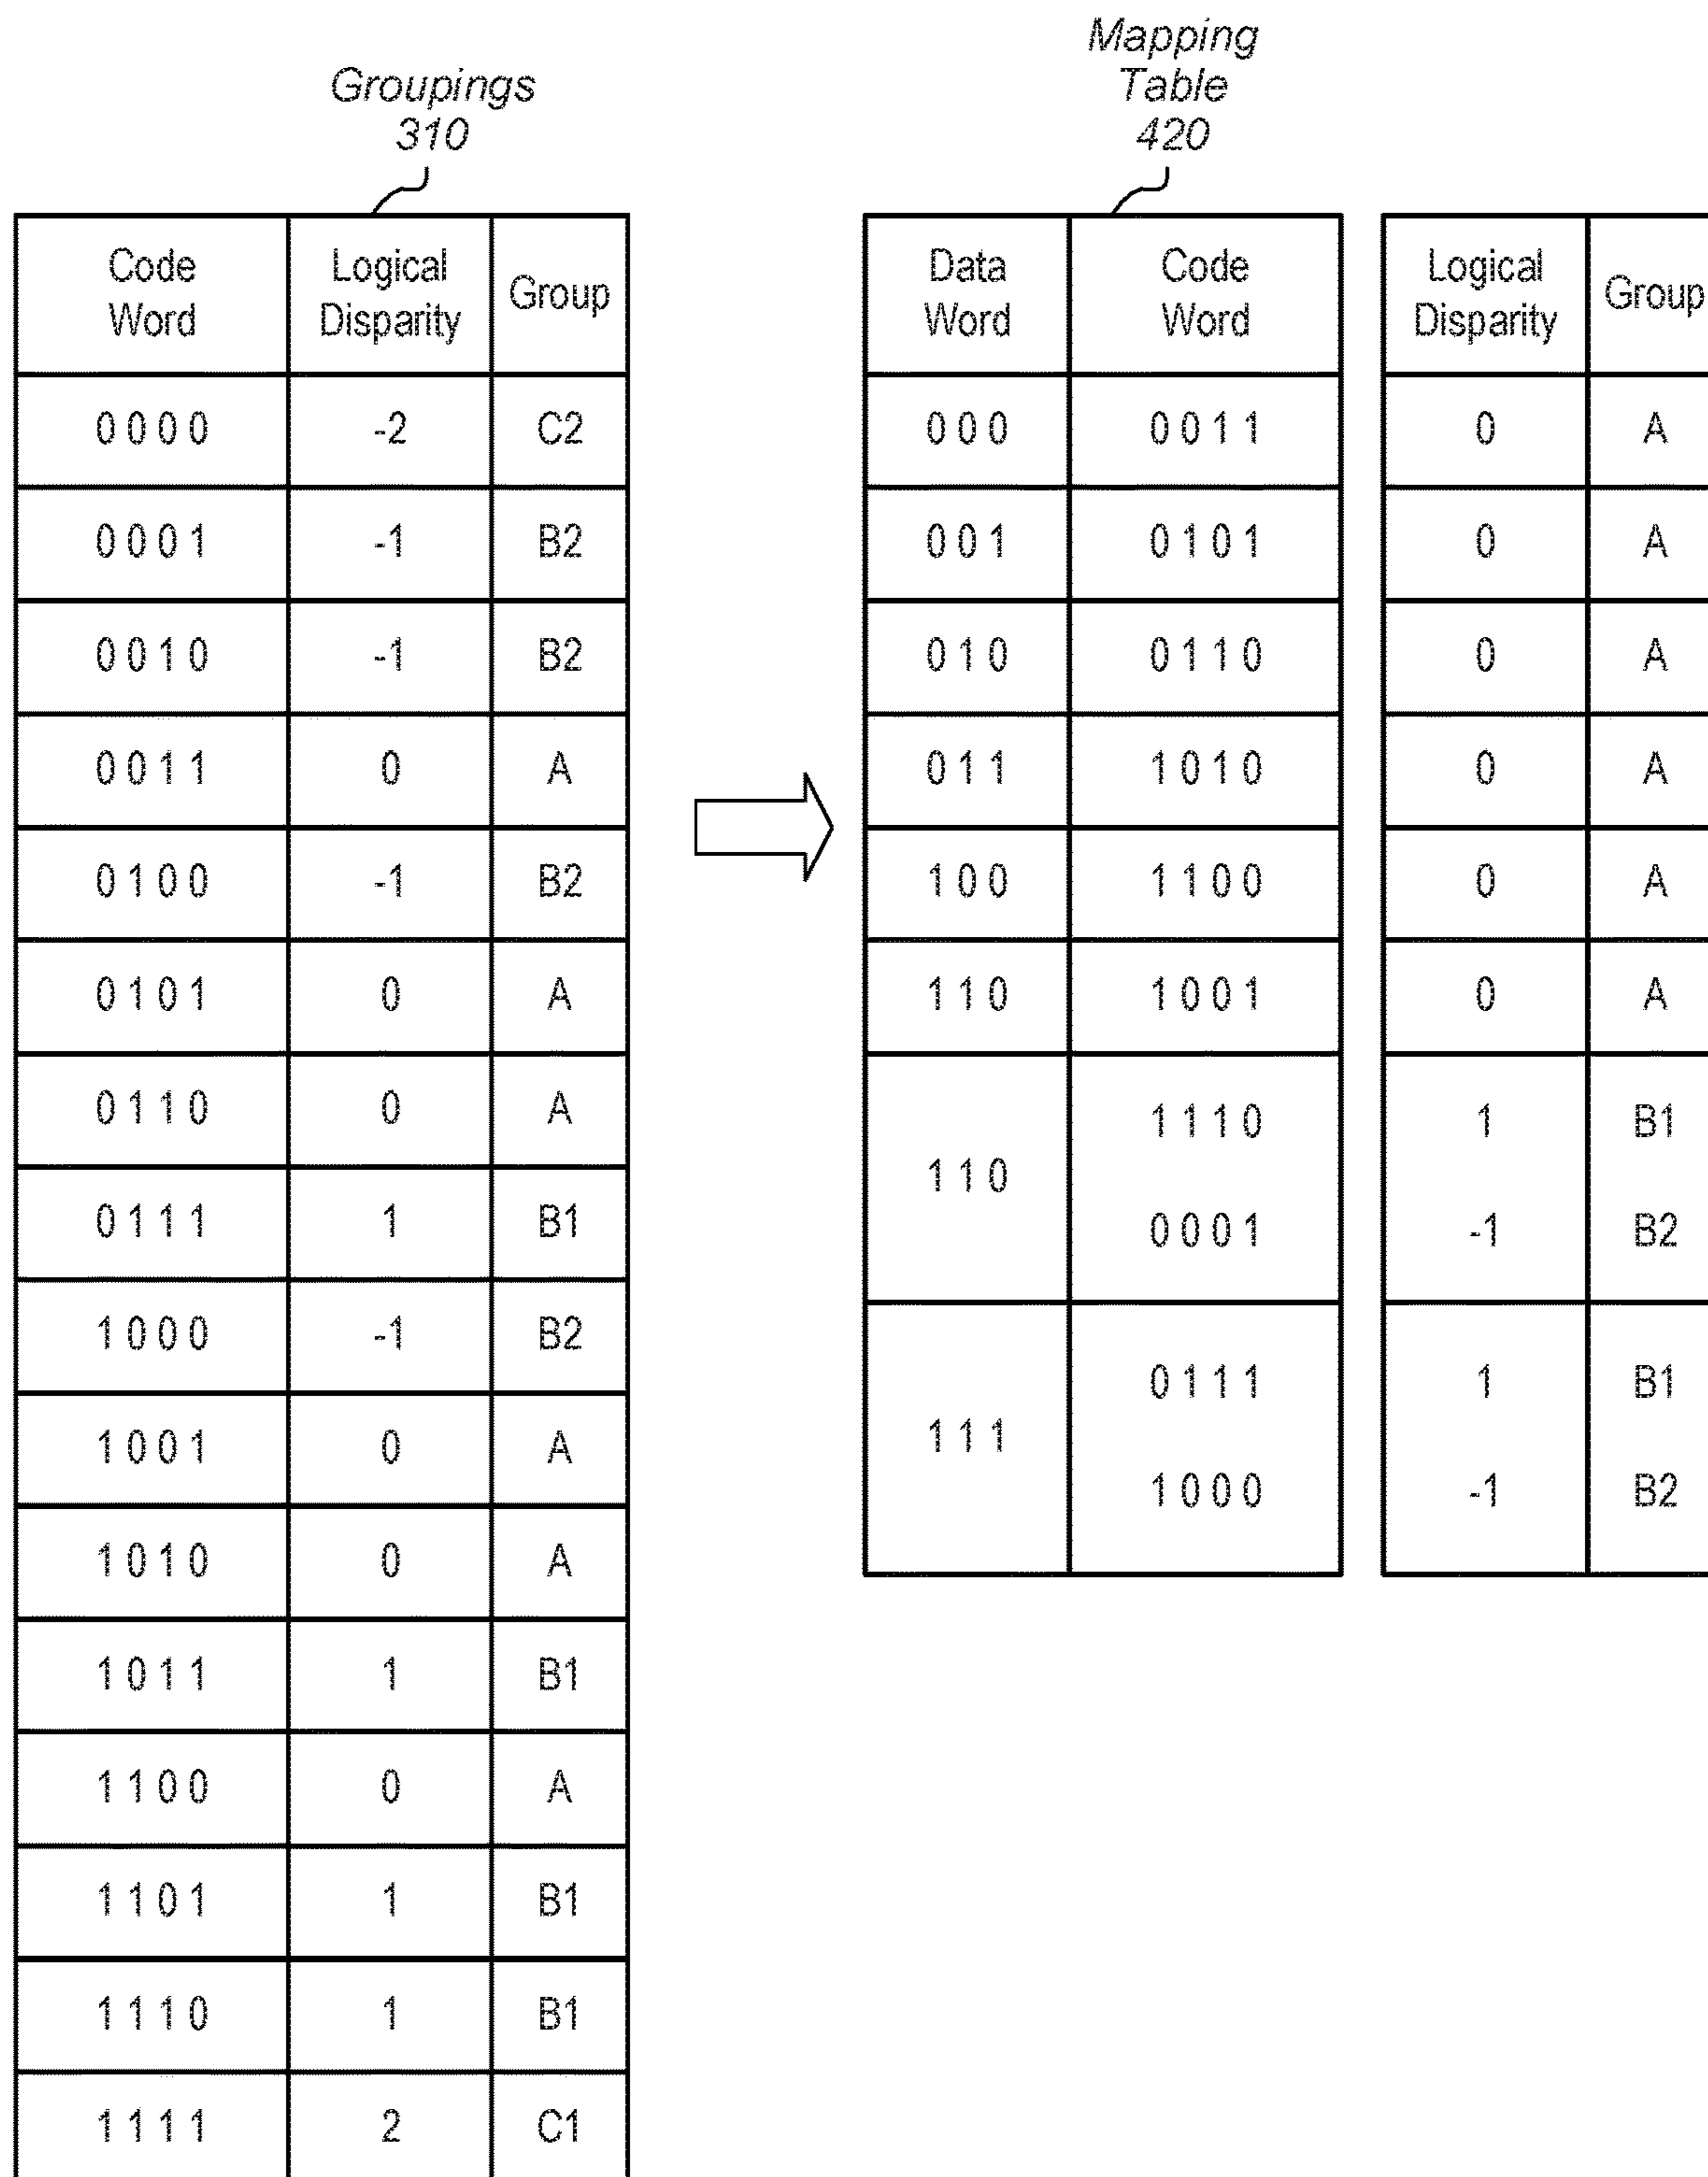 Groupings
310
Code Word Logical Disparity Group
0 0 0 0 -2 C2
0 0 0 1 -1 B2
0 0 1 0 -1 B2
0 0 1 1 0 A
0 1 0 0 -1 B2
0 1 0 1 0 A
0 1 1 0 0 A
0 1 1 1 1 B1
1 0 0 0 -1 B2
1 0 0 1 0 A
1 0 1 0 0 A
1 0 1 1 1 B1
1 1 0 0 0 A
1 1 0 1 1 B1
1 1 1 0 1 B1
1 1 1 1 2 C1
Mapping
Table
420
Data Word Code Word Logical Disparity Group
0 0 0 0 0 1 1 0 A
0 0 1 0 1 0 1 0 A
0 1 0 0 1 1 0 0 A
0 1 1 1 0 1 0 0 A
1 0 0 1 1 0 0 0 A
1 1 0 1 0 0 1 0 A
1 1 0
1 1 1 0 1 B1
0 0 0 1 -1 B2
1 1 1
0 1 1 1 1 B1
1 0 0 0 -1 B2